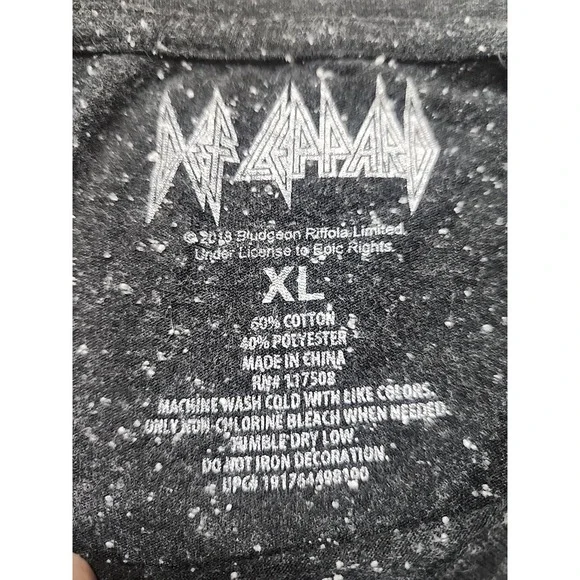 DEF LEPPARD
© 2018 Bludgeon Riffola Limited.
Under License to Epic Rights.
XL
60% COTTON
40% POLYESTER
MADE IN CHINA
RN# 117508
MACHINE WASH COLD WITH LIKE COLORS.
ONLY NON-CHLORINE BLEACH WHEN NEEDED.
TUMBLE DRY LOW.
DO NOT IRON DECORATION.
UPC# 191764498100